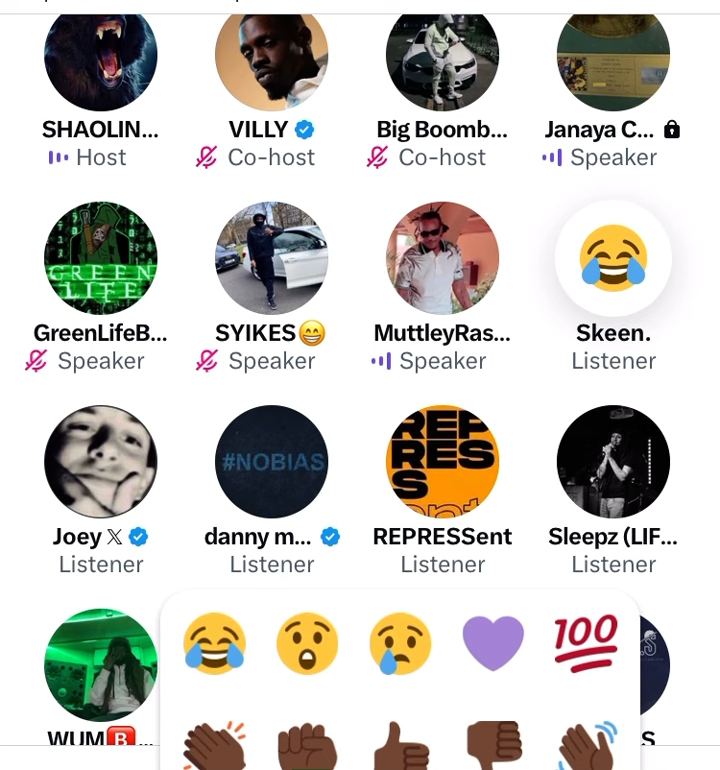 SHAOLIN...
VILLY
Big Boomb...
Janaya C...
Host
Co-host
Co-host
Speaker
GREEN
LIFE
GreenLifeB...
SYIKES😁
MuttleyRas...
Skeen.
Speaker
Speaker
Speaker
Listener
#NOBIAS
REP
RES
S
Joey 𝕏
danny m...
REPRESSent
Sleepz (LIF...
Listener
Listener
Listener
Listener
100
WUM🅱️...
S